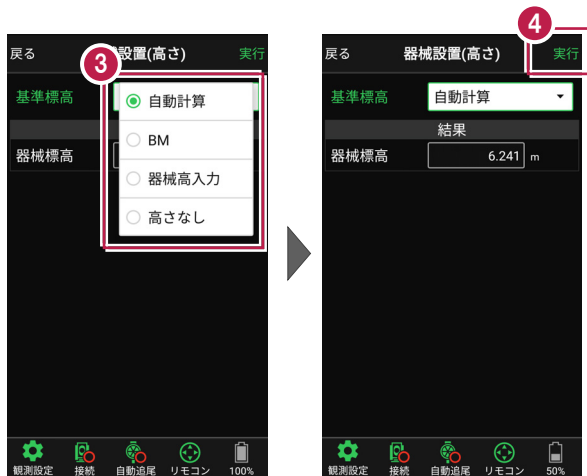 戻る 設置(高さ) 実行
3
基準標高
自動計算
BM
器械高入力
高さなし
器械標高
観測設定 接続 自動追尾 リモコン 100%
4
戻る 器械設置(高さ) 実行
基準標高 自動計算
結果
器械標高 6.241 m
観測設定 接続 自動追尾 リモコン 50%